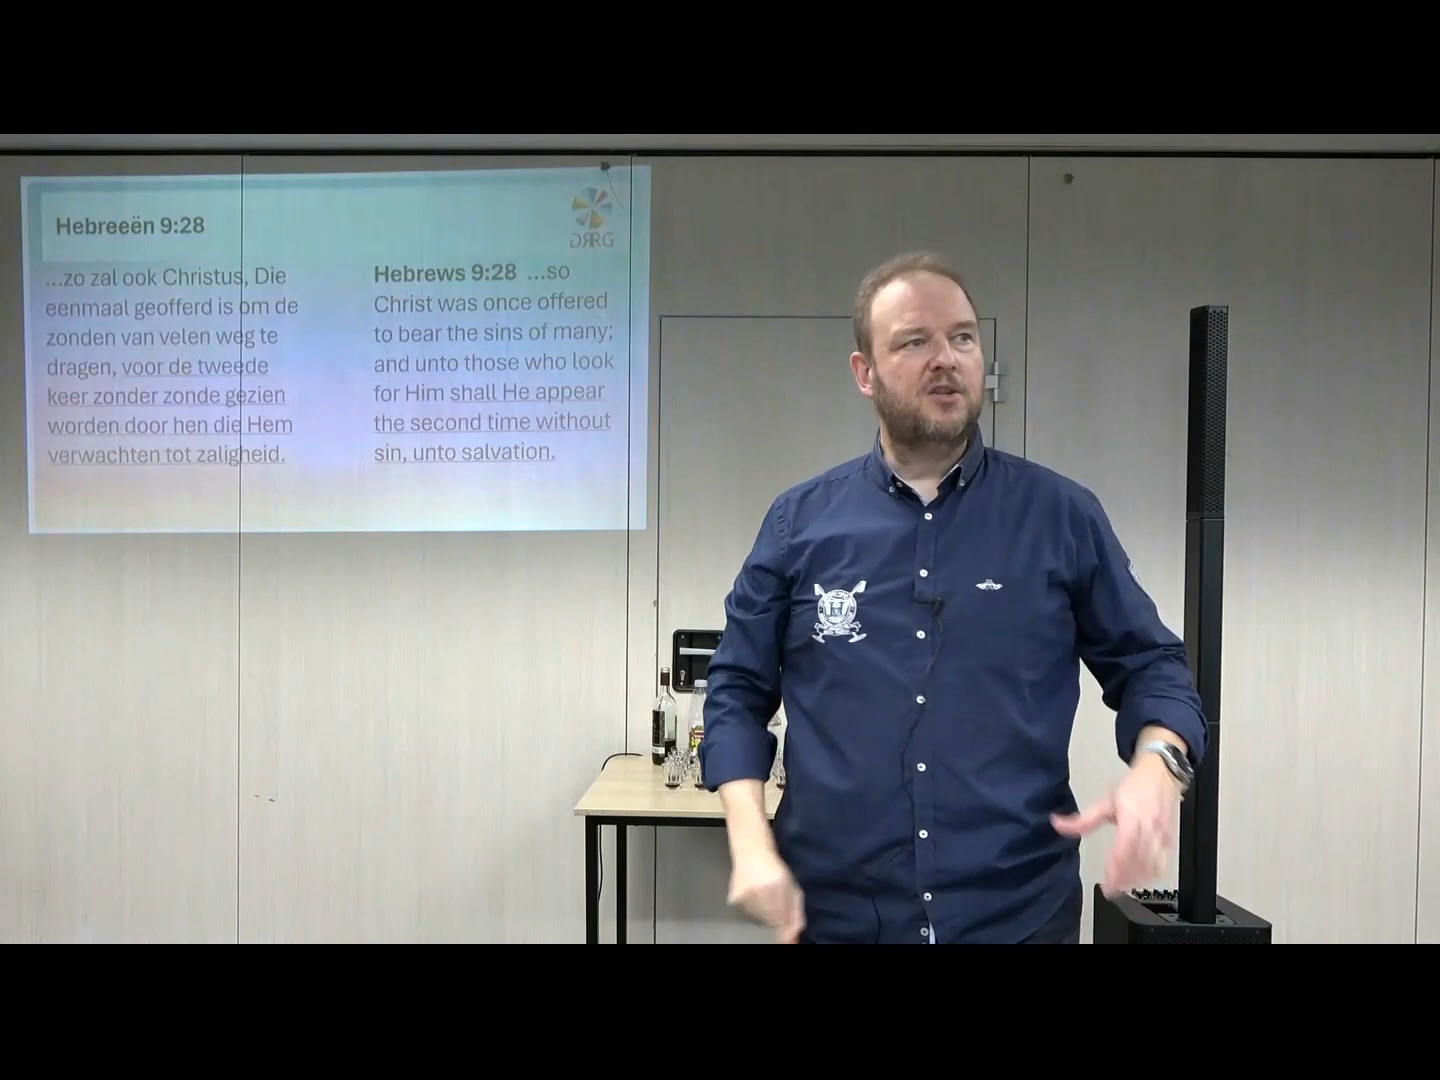 Hebreeën 9:28
...zo zal ook Christus, Die
eenmaal geofferd is om de
zonden van velen weg te
dragen, voor de tweede
keer zonder zonde gezien
worden door hen die Hem
verwachten tot zaligheid.
GRRG
Hebrews 9:28 ...so
Christ was once offered
to bear the sins of many;
and unto those who look
for Him shall He appear
the second time without
sin, unto salvation.